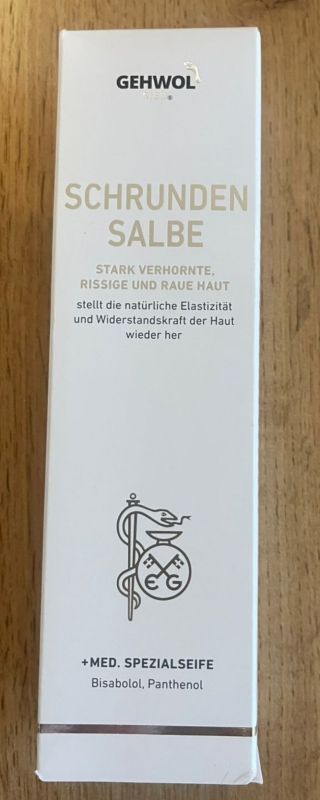 GEHWOL
MED®
SCHRUNDEN
SALBE
STARK VERHORNTE,
RISSIGE UND RAUE HAUT
stellt die natürliche Elastizität
und Widerstandskraft der Haut
wieder her
E G
+MED. SPEZIALSEIFE
Bisabolol, Panthenol